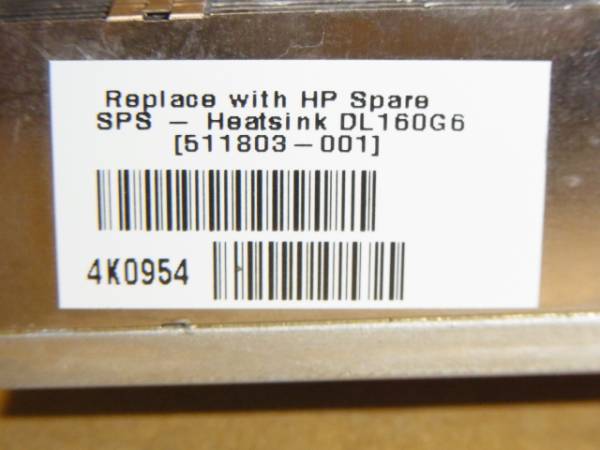 Replace with HP Spare
SPS - Heatsink DL160G6
[511803-001]
4K0954